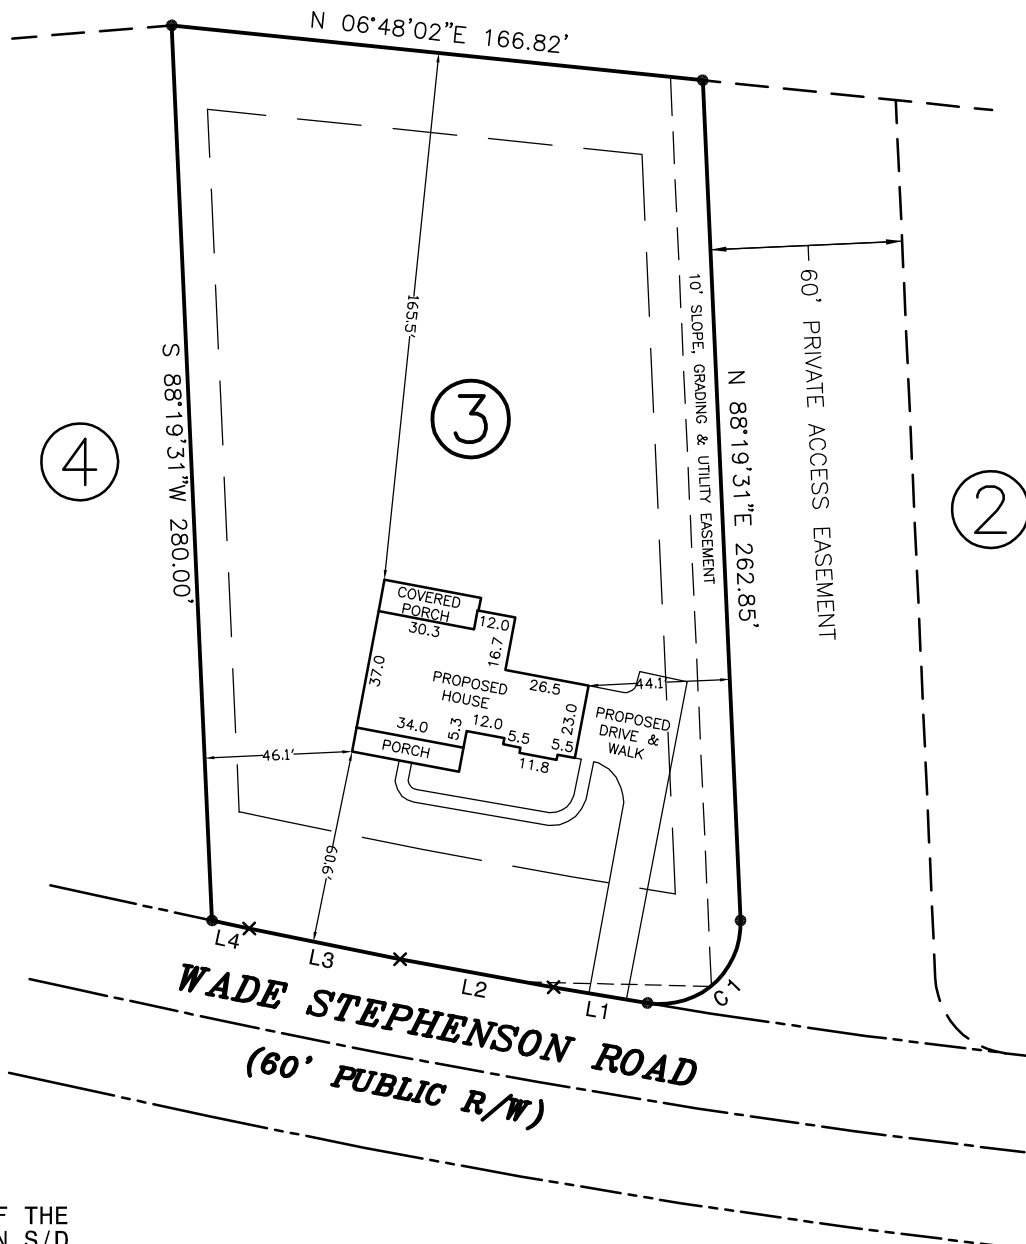 N 06°48'02"E 166.82'
165.5'
10' SLOPE, GRADING & UTILITY EASEMENT
60' PRIVATE ACCESS EASEMENT
S 88°19'31"W 280.00'
N 88°19'31"E 262.85'
3
4
2
COVERED
PORCH
30.3
12.0
16.7
37.0
PROPOSED
HOUSE
26.5
44.1'
23.0
34.0
5.3
12.0
5.5
5.5
11.8
PORCH
PROPOSED
DRIVE &
WALK
46.1'
60.6'
L4
L3
L2
L1
C1
WADE STEPHENSON ROAD
(60' PUBLIC R/W)
F THE
N S/D